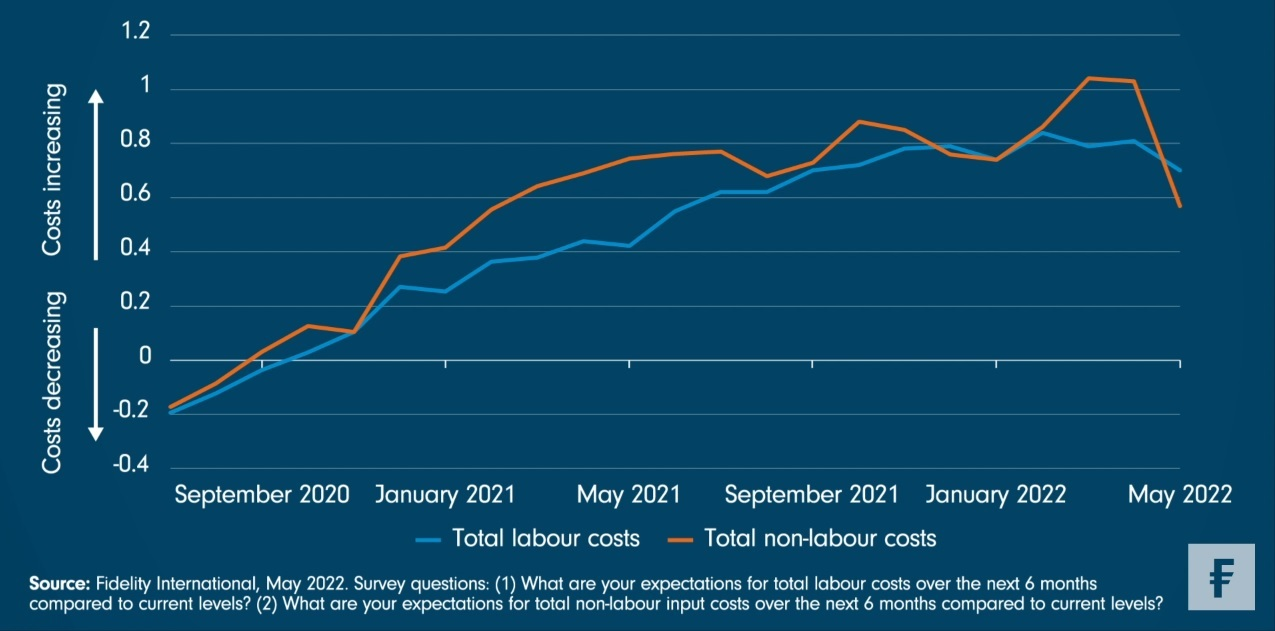 1.2
1
0.8
0.6
0.4
0.2
0
-0.2
-0.4
Costs increasing
Costs decreasing
September 2020
January 2021
May 2021
September 2021
January 2022
May 2022
Total labour costs
Total non-labour costs
Source: Fidelity International, May 2022. Survey questions: (1) What are your expectations for total labour costs over the next 6 months
compared to current levels? (2) What are your expectations for total non-labour input costs over the next 6 months compared to current levels?
F